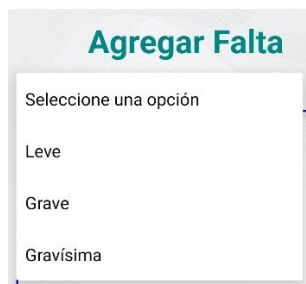 Agregar Falta
Seleccione una opción
Leve
Grave
Gravísima